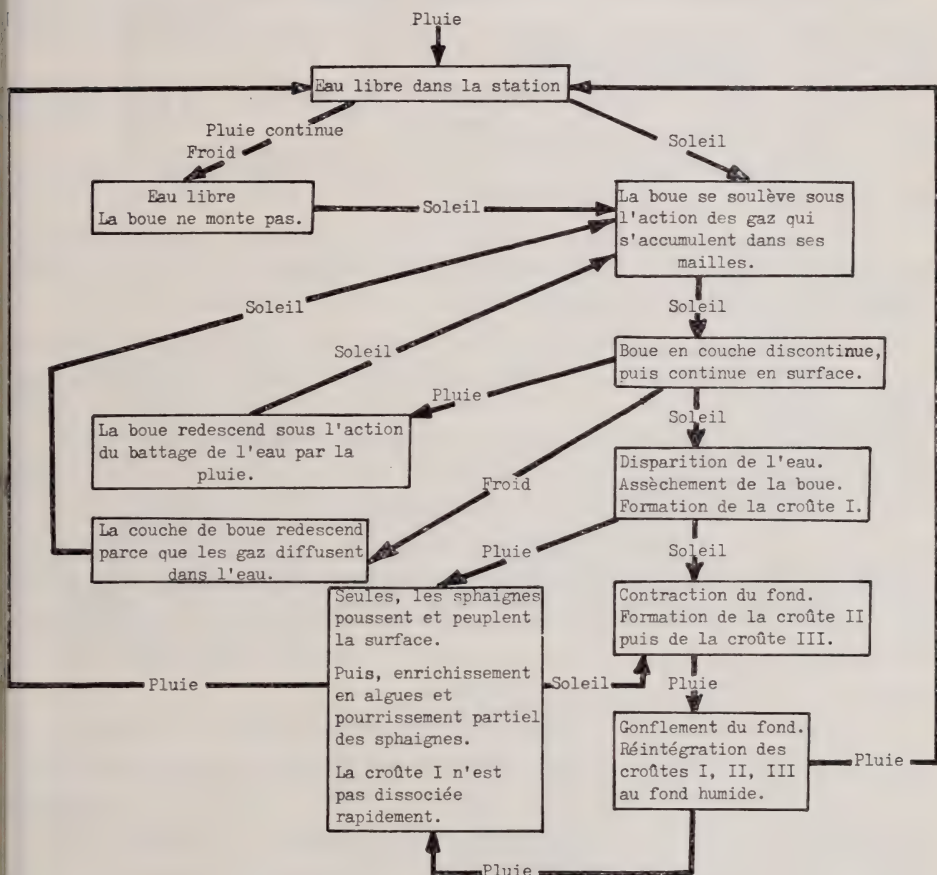 Pluie
Eau libre dans la station
Pluie continue
Froid
Soleil
Eau libre
La boue ne monte pas.
Soleil
La boue se soulève sous
l'action des gaz qui
s'accumulent dans ses
mailles.
Soleil
Soleil
Soleil
Boue en couche discontinue,
puis continue en surface.
Pluie
Soleil
La boue redescend sous l'action
du battage de l'eau par la
pluie.
Froid
Disparition de l'eau.
Assèchement de la boue.
Formation de la croûte I.
La couche de boue redescend
parce que les gaz diffusent
dans l'eau.
Pluie
Soleil
Seules, les sphaignes
poussent et peuplent
la surface.
Puis, enrichissement
en algues et
pourrissement partiel
des sphaignes.
La croûte I n'est
pas dissociée
rapidement.
Contraction du fond.
Formation de la croûte II
puis de la croûte III.
Pluie
Soleil
Pluie
Gonflement du fond.
Réintégration des
croûtes I, II, III
au fond humide.
Pluie
Pluie